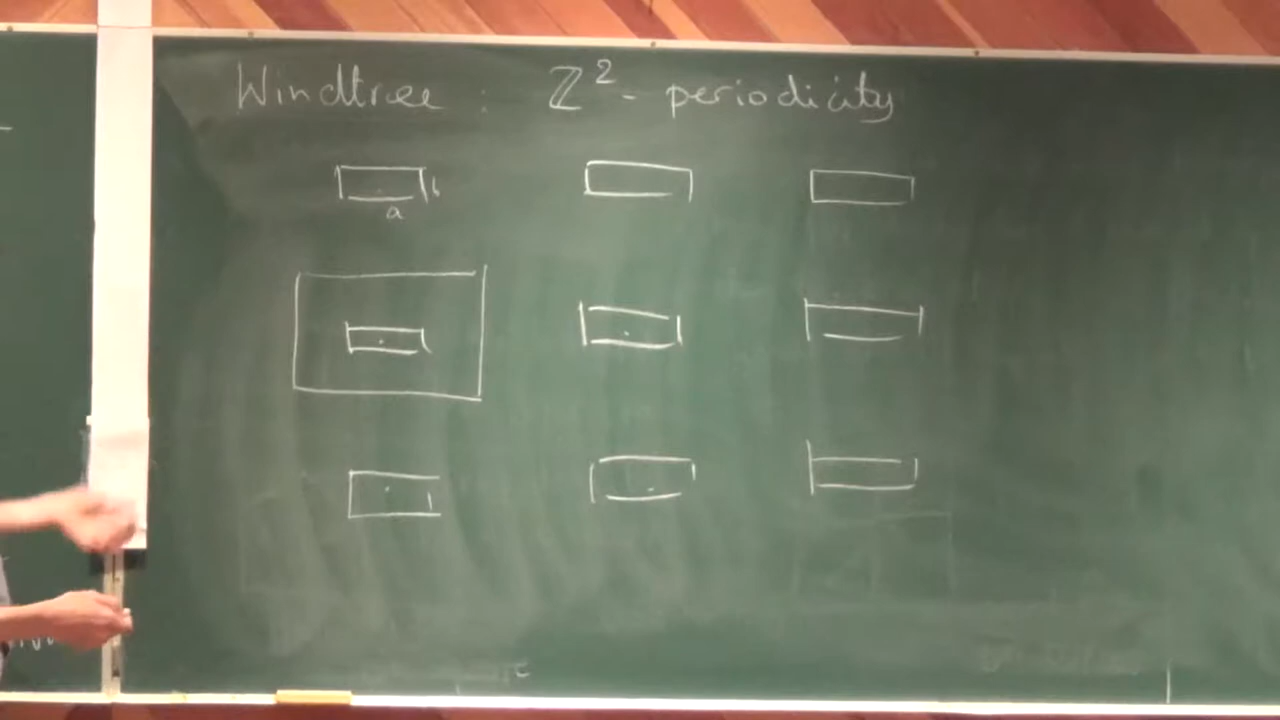 Windtree : ℤ² - periodicity
b
a